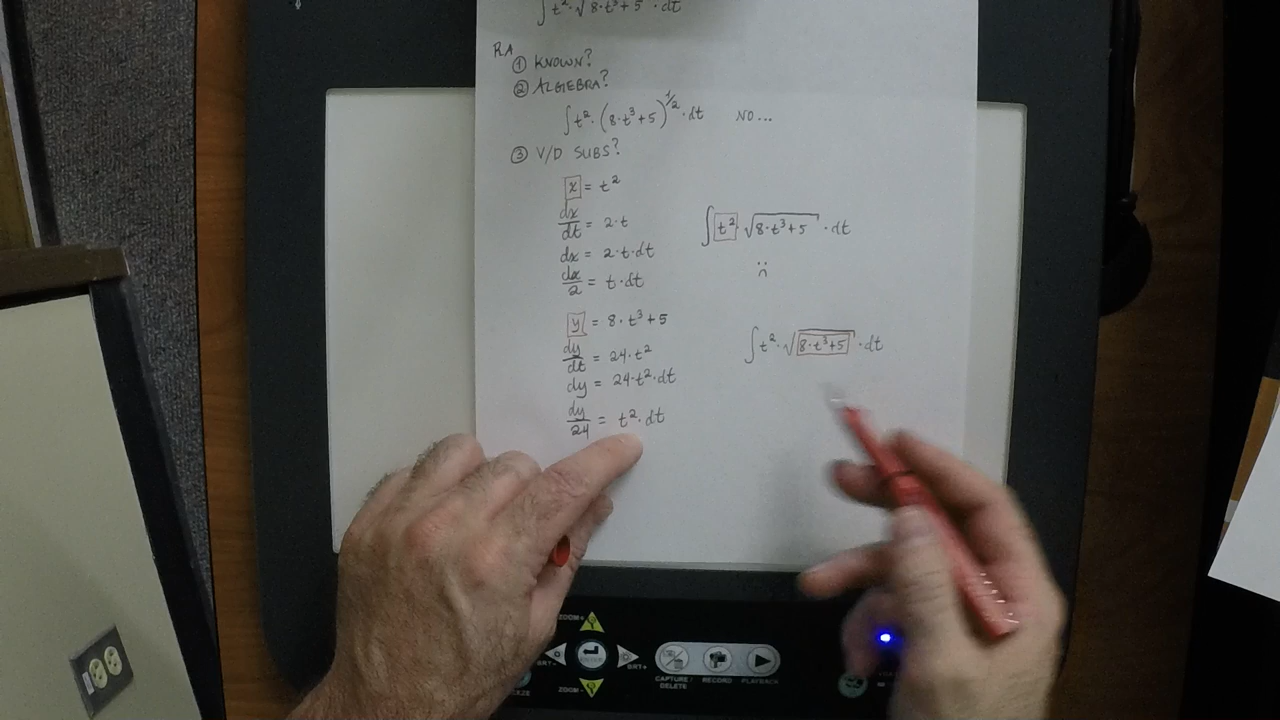 ∫t²·√8·t³+5 ·dt
RA
① KNOWN?
② ALGEBRA?
∫t²·(8·t³+5)^1/2·dt NO...
③ V/D SUBS?
x = t²
dx/dt = 2·t
∫t²·√8·t³+5 ·dt
dx = 2·t·dt
dx/2 = t·dt
y = 8·t³+5
∫t²·√8·t³+5 ·dt
dy/dt = 24·t²
dy = 24·t²·dt
dy/24 = t²·dt
ZOOM+
BRT- ENTER BRT+
ZOOM-
CAPTURE/ DELETE RECORD PLAYBACK